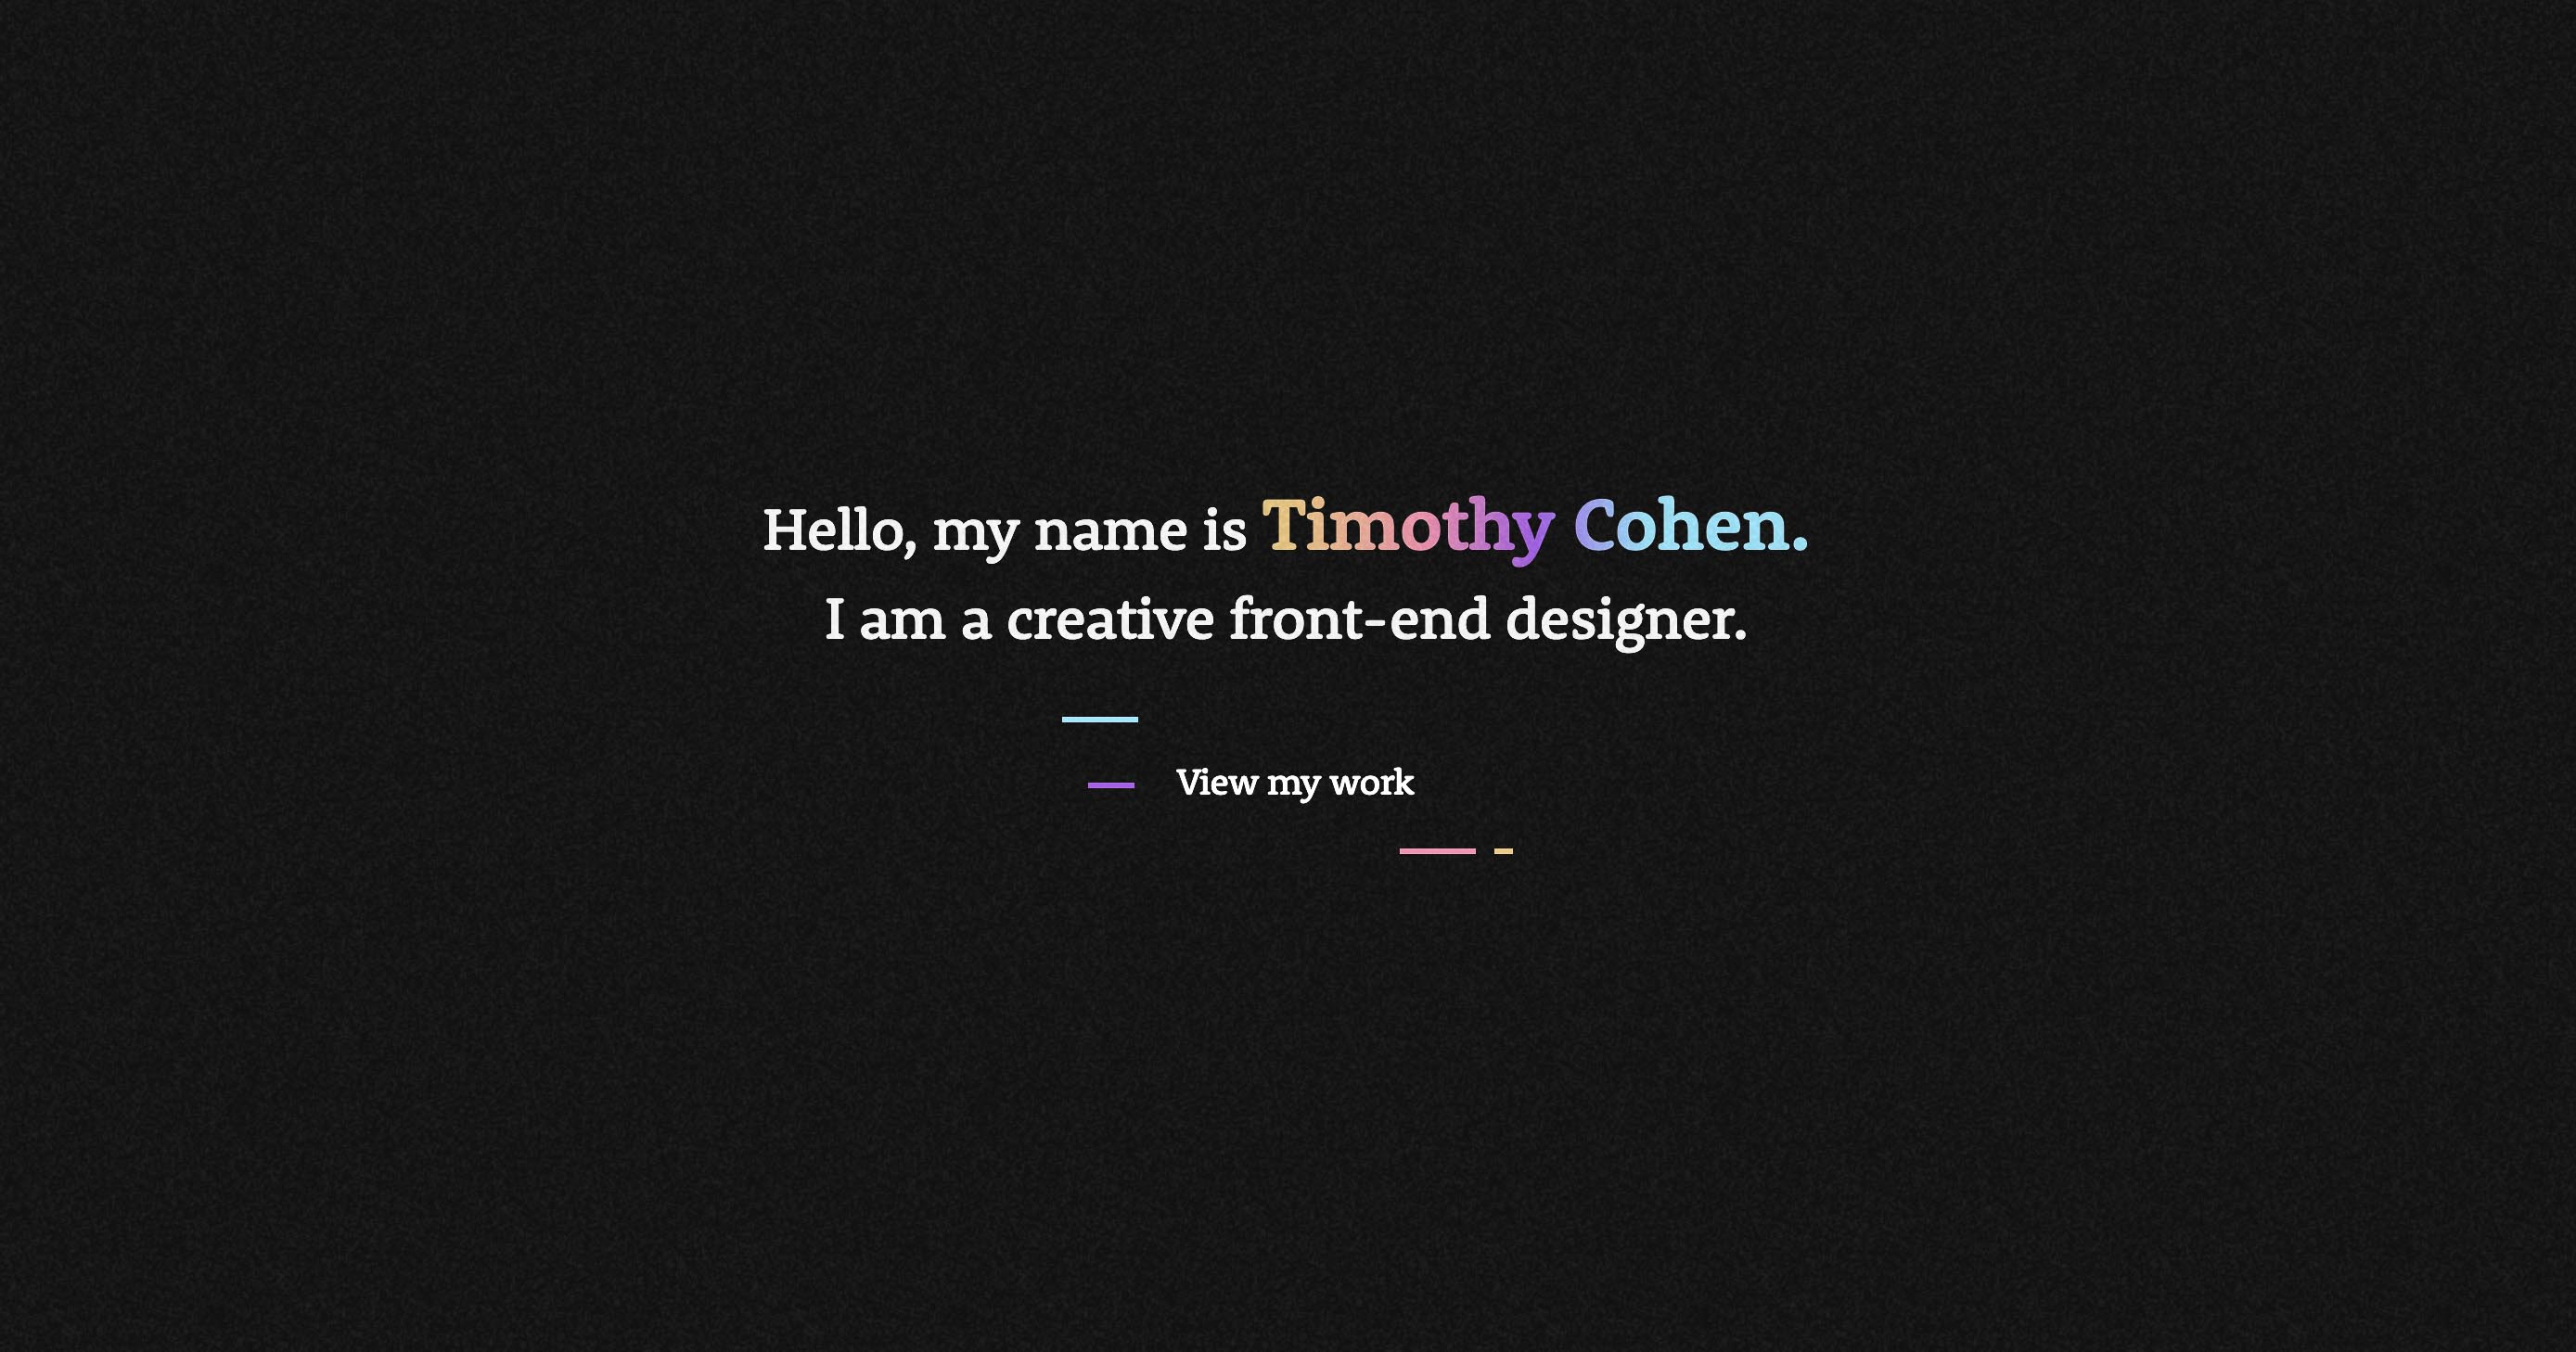 Hello, my name is Timothy Cohen.
I am a creative front-end designer.
View my work